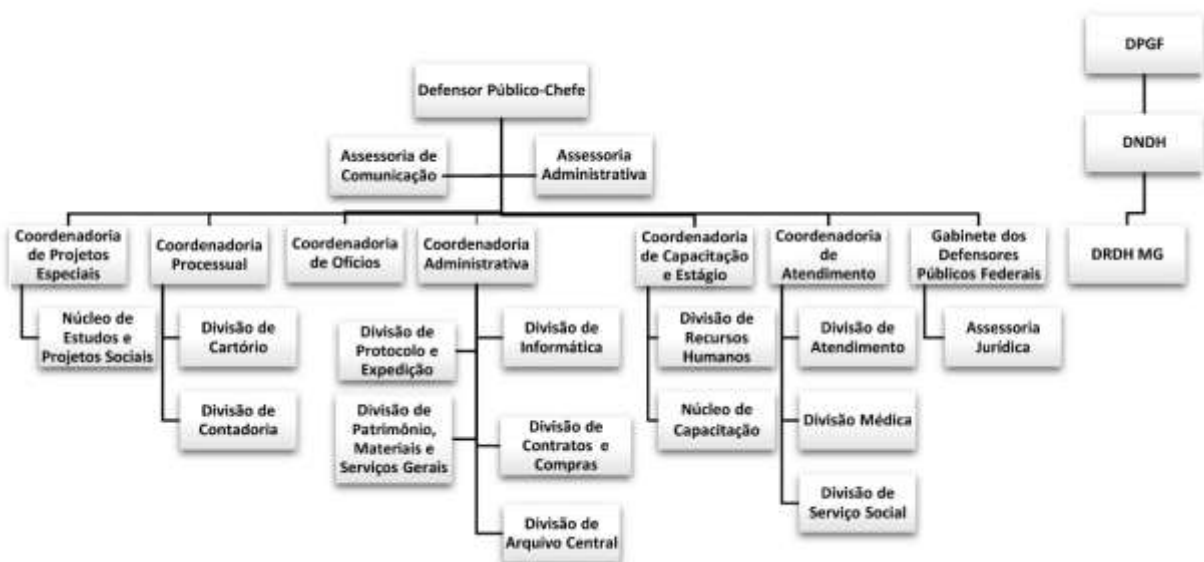 DPGF
Defensor Público-Chefe
DNDH
Assessoria de
Comunicação
Assessoria
Administrativa
Coordenadoria
de Projetos
Especiais
Coordenadoria
Processual
Coordenadoria
de Ofícios
Coordenadoria
Administrativa
Coordenadoria
de Capacitação
e Estágio
Coordenadoria
de
Atendimento
Gabinete dos
Defensores
Públicos Federais
DRDH MG
Núcleo de
Estudos e
Projetos Sociais
Divisão de
Cartório
Divisão de
Protocolo e
Expedição
Divisão de
Informática
Divisão de
Recursos
Humanos
Divisão de
Atendimento
Assessoria
Jurídica
Divisão de
Contadoria
Divisão de
Patrimônio,
Materiais e
Serviços Gerais
Divisão de
Contratos e
Compras
Núcleo de
Capacitação
Divisão Médica
Divisão de
Arquivo Central
Divisão de
Serviço Social